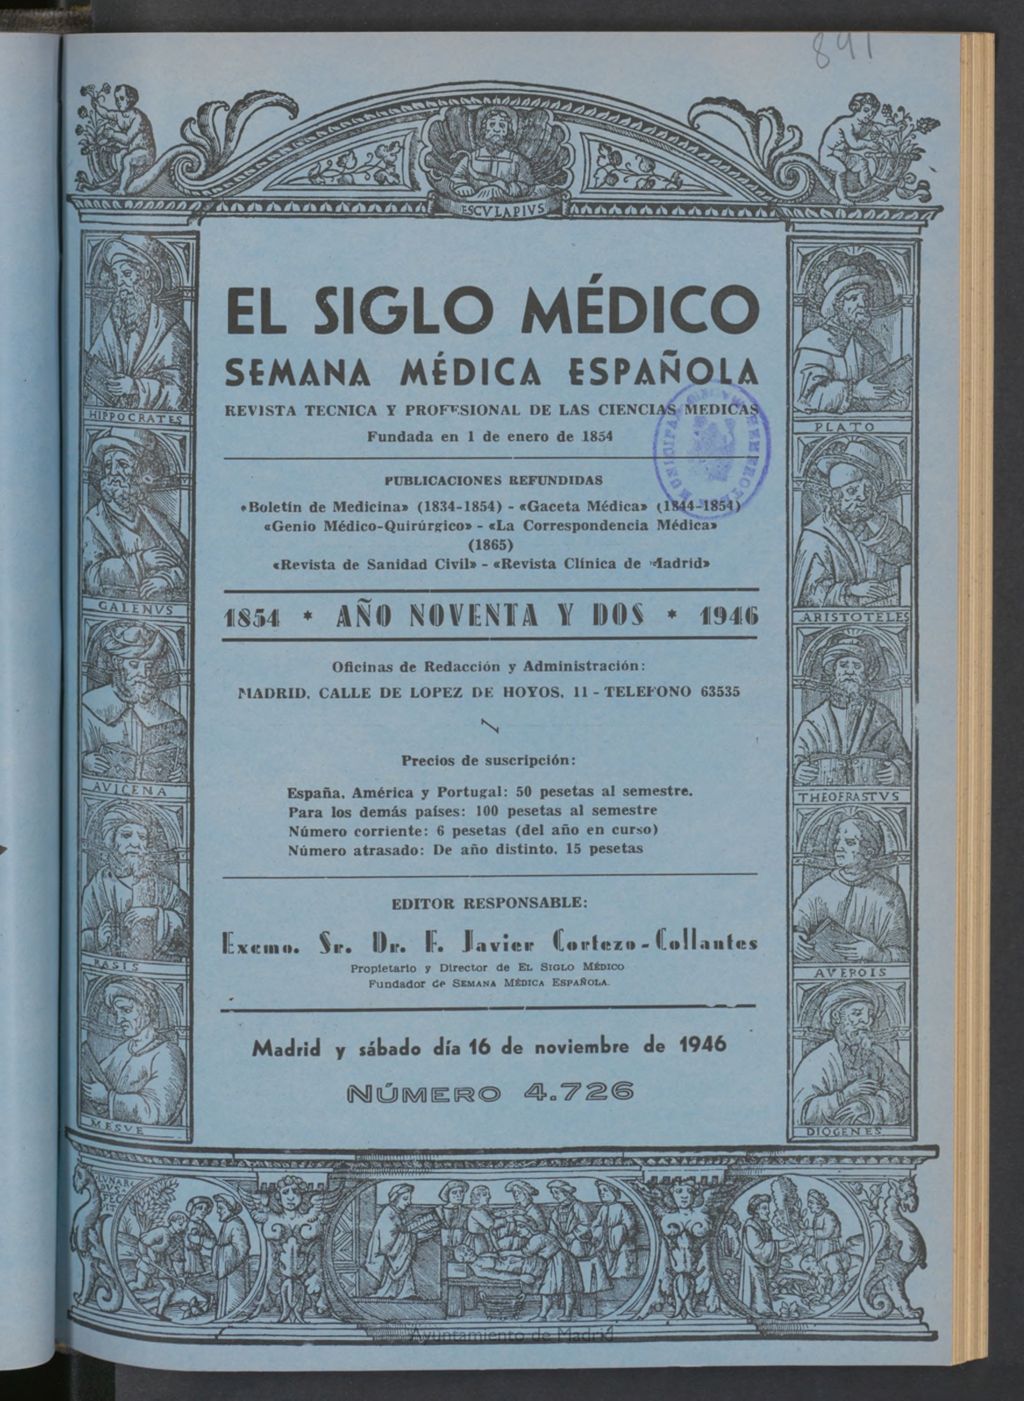 841
ESCVLAPIVS
EL SIGLO MÉDICO
SEMANA MÉDICA ESPAÑOLA
REVISTA TECNICA Y PROFESIONAL DE LAS CIENCIAS MEDICAS
Fundada en 1 de enero de 1854
PUBLICACIONES REFUNDIDAS
«Boletín de Medicina» (1834-1854) - «Gaceta Médica» (1844-1854)
«Genio Médico-Quirúrgico» - «La Correspondencia Médica»
(1865)
«Revista de Sanidad Civil» - «Revista Clínica de Madrid»
1854 * AÑO NOVENTA Y DOS * 1946
Oficinas de Redacción y Administración:
MADRID. CALLE DE LOPEZ DE HOYOS, 11 - TELEFONO 63535
Precios de suscripción:
España, América y Portugal: 50 pesetas al semestre.
Para los demás países: 100 pesetas al semestre
Número corriente: 6 pesetas (del año en curso)
Número atrasado: De año distinto, 15 pesetas
EDITOR RESPONSABLE:
Excmo. Sr. Dr. F. Javier Cortezo-Collantes
Propietario y Director de EL SIGLO MÉDICO
Fundador de SEMANA MÉDICA ESPAÑOLA.
Madrid y sábado día 16 de noviembre de 1946
NÚMERO 4.726
HIPPOCRATES
GALENVS
AVICENA
RASIS
MESVE
PLATO
ARISTOTELES
THEOFRASTVS
AVEROIS
DIOGENES
Ayuntamiento de Madrid